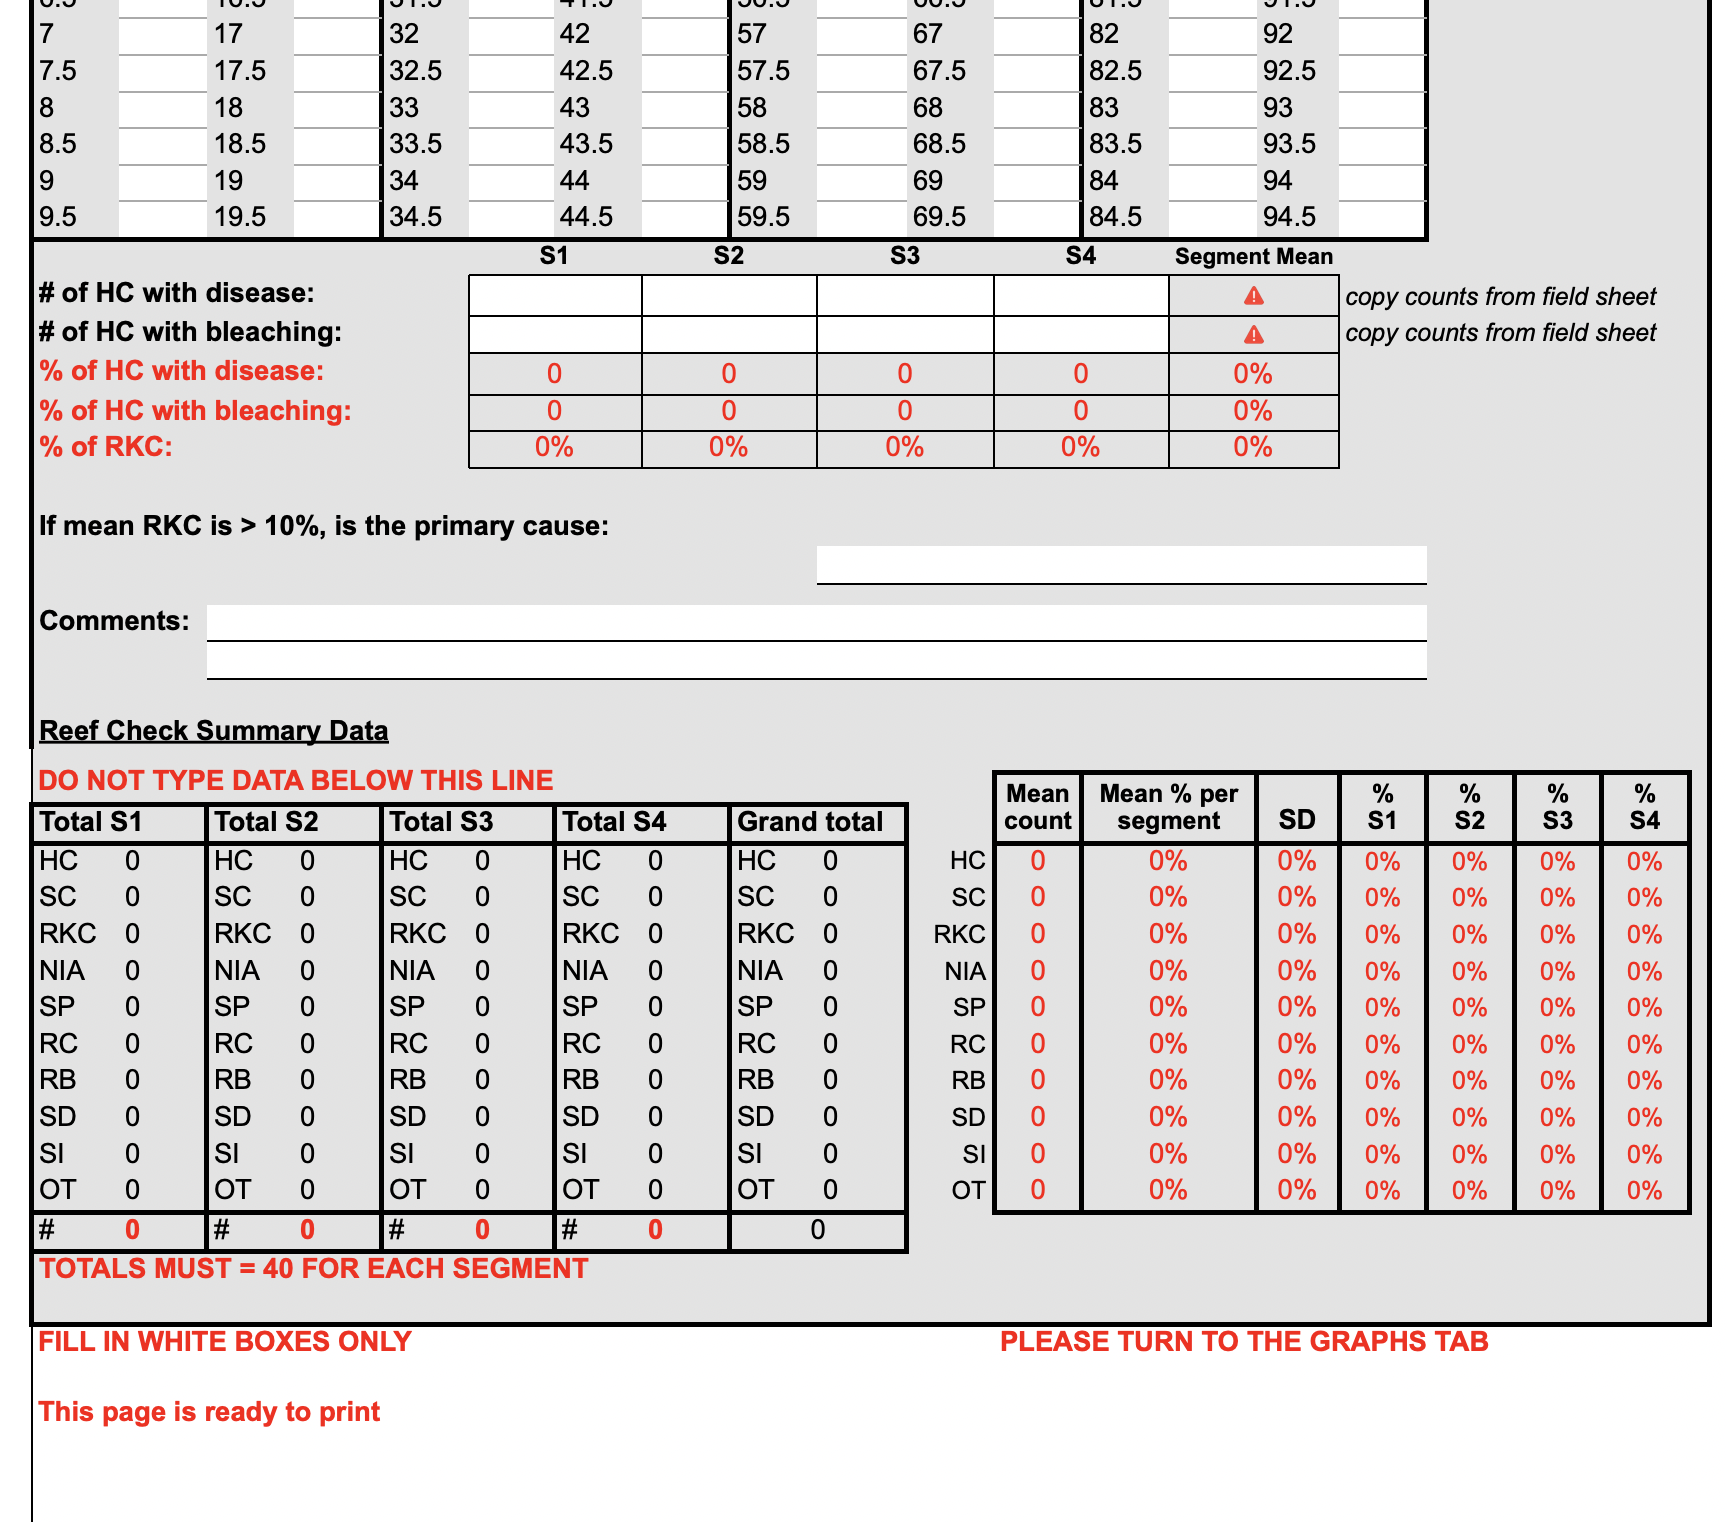 7 17 32 42 57 67 82 92
7.5 17.5 32.5 42.5 57.5 67.5 82.5 92.5
8 18 33 43 58 68 83 93
8.5 18.5 33.5 43.5 58.5 68.5 83.5 93.5
9 19 34 44 59 69 84 94
9.5 19.5 34.5 44.5 59.5 69.5 84.5 94.5
S1 S2 S3 S4 Segment Mean
# of HC with disease: copy counts from field sheet
# of HC with bleaching: copy counts from field sheet
% of HC with disease: 0 0 0 0 0%
% of HC with bleaching: 0 0 0 0 0%
% of RKC: 0% 0% 0% 0% 0%
If mean RKC is > 10%, is the primary cause:
Comments:
Reef Check Summary Data
DO NOT TYPE DATA BELOW THIS LINE
Total S1 Total S2 Total S3 Total S4 Grand total
HC 0 HC 0 HC 0 HC 0 HC 0
SC 0 SC 0 SC 0 SC 0 SC 0
RKC 0 RKC 0 RKC 0 RKC 0 RKC 0
NIA 0 NIA 0 NIA 0 NIA 0 NIA 0
SP 0 SP 0 SP 0 SP 0 SP 0
RC 0 RC 0 RC 0 RC 0 RC 0
RB 0 RB 0 RB 0 RB 0 RB 0
SD 0 SD 0 SD 0 SD 0 SD 0
SI 0 SI 0 SI 0 SI 0 SI 0
OT 0 OT 0 OT 0 OT 0 OT 0
# 0 # 0 # 0 # 0 0
TOTALS MUST = 40 FOR EACH SEGMENT
Mean Mean % per % % % %
count segment SD S1 S2 S3 S4
HC 0 0% 0% 0% 0% 0% 0%
SC 0 0% 0% 0% 0% 0% 0%
RKC 0 0% 0% 0% 0% 0% 0%
NIA 0 0% 0% 0% 0% 0% 0%
SP 0 0% 0% 0% 0% 0% 0%
RC 0 0% 0% 0% 0% 0% 0%
RB 0 0% 0% 0% 0% 0% 0%
SD 0 0% 0% 0% 0% 0% 0%
SI 0 0% 0% 0% 0% 0% 0%
OT 0 0% 0% 0% 0% 0% 0%
FILL IN WHITE BOXES ONLY PLEASE TURN TO THE GRAPHS TAB
This page is ready to print